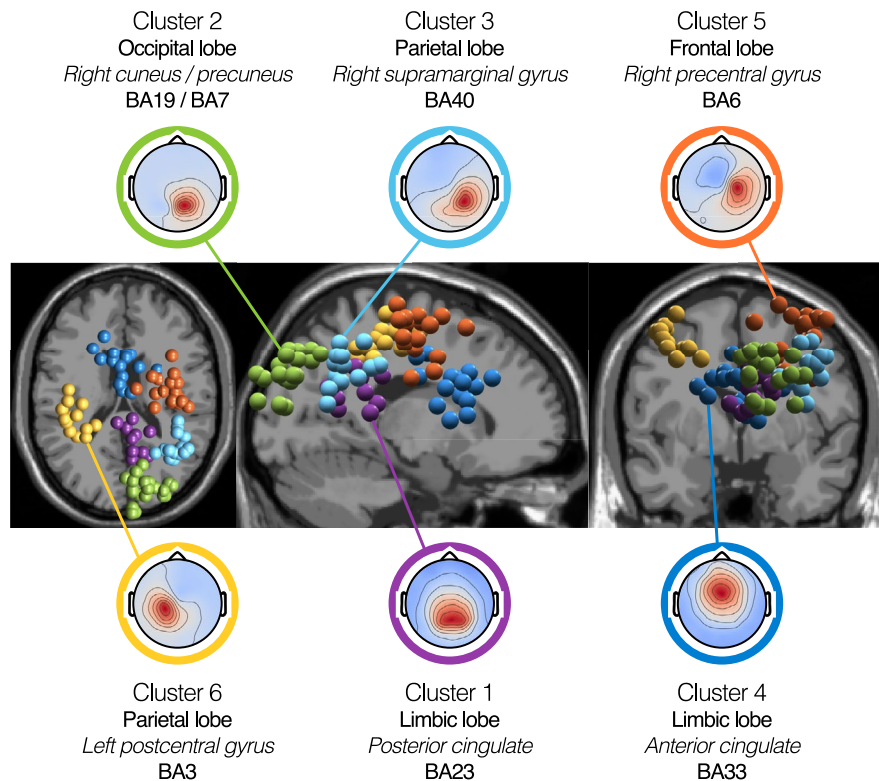 Cluster 2
Occipital lobe
Right cuneus / precuneus
BA19 / BA7
Cluster 3
Parietal lobe
Right supramarginal gyrus
BA40
Cluster 5
Frontal lobe
Right precentral gyrus
BA6
Cluster 6
Parietal lobe
Left postcentral gyrus
BA3
Cluster 1
Limbic lobe
Posterior cingulate
BA23
Cluster 4
Limbic lobe
Anterior cingulate
BA33